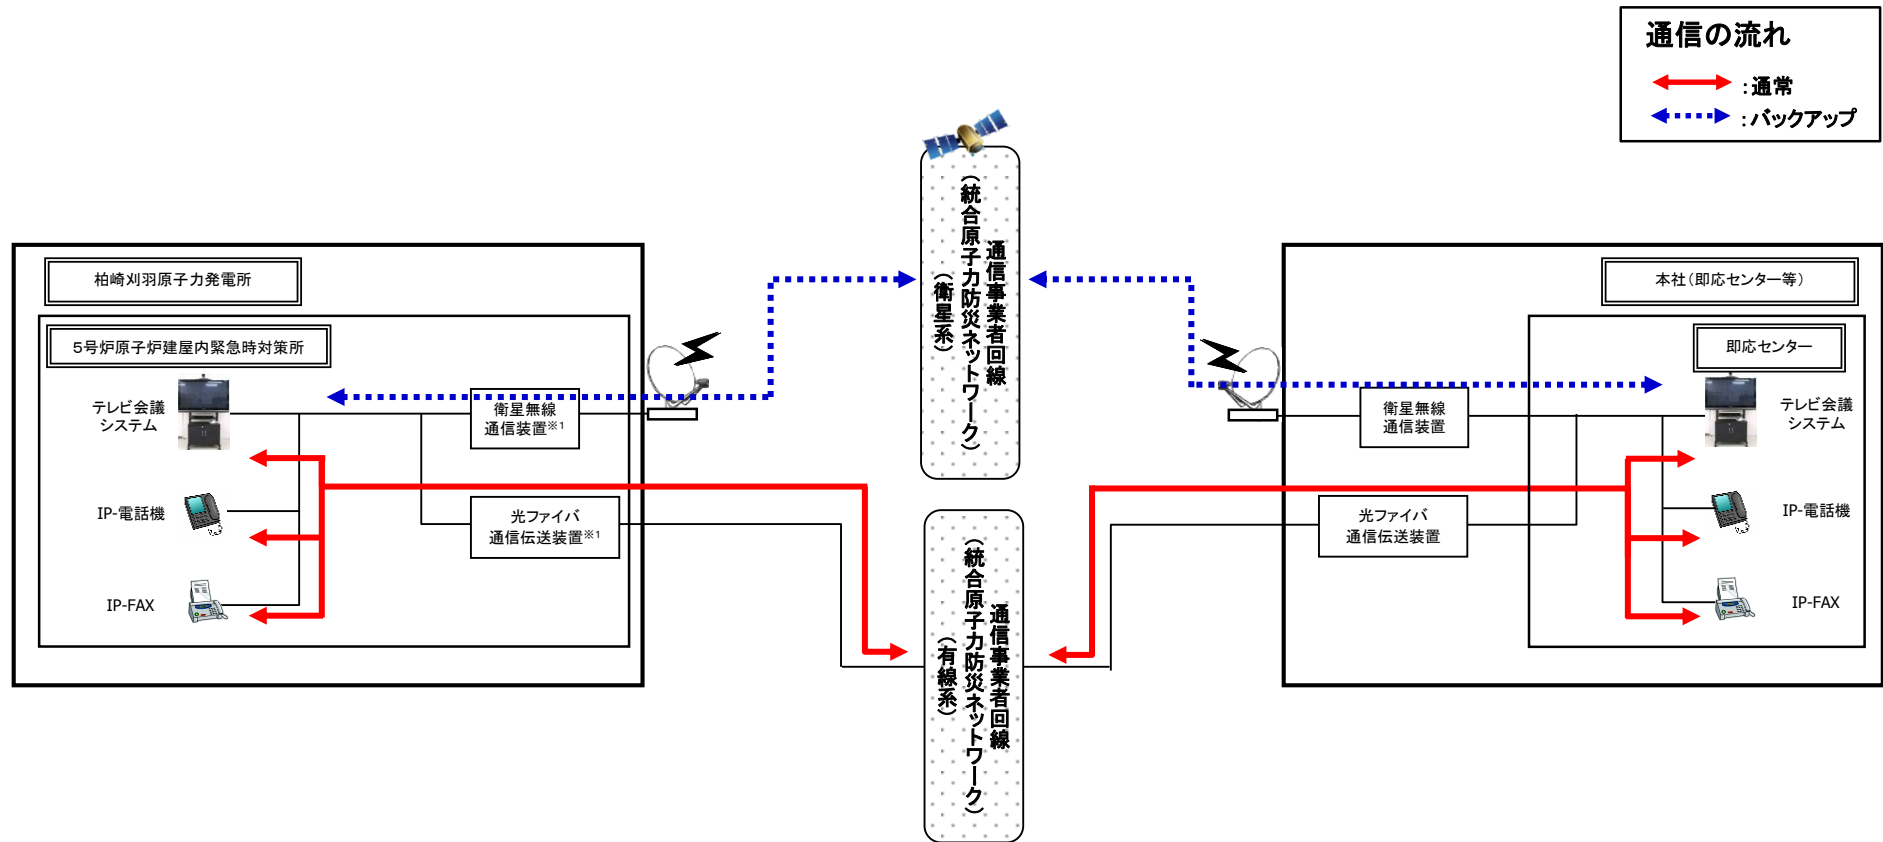 通信の流れ
:通常
:バックアップ
通信事業者回線
(統合原子力防災ネットワーク)
(衛星系)
柏崎刈羽原子力発電所
5号炉原子炉建屋内緊急時対策所
テレビ会議
システム
衛星無線
通信装置※1
IP-電話機
光ファイバ
通信伝送装置※1
IP-FAX
通信事業者回線
(統合原子力防災ネットワーク)
(有線系)
本社(即応センター等)
即応センター
衛星無線
通信装置
テレビ会議
システム
光ファイバ
通信伝送装置
IP-電話機
IP-FAX